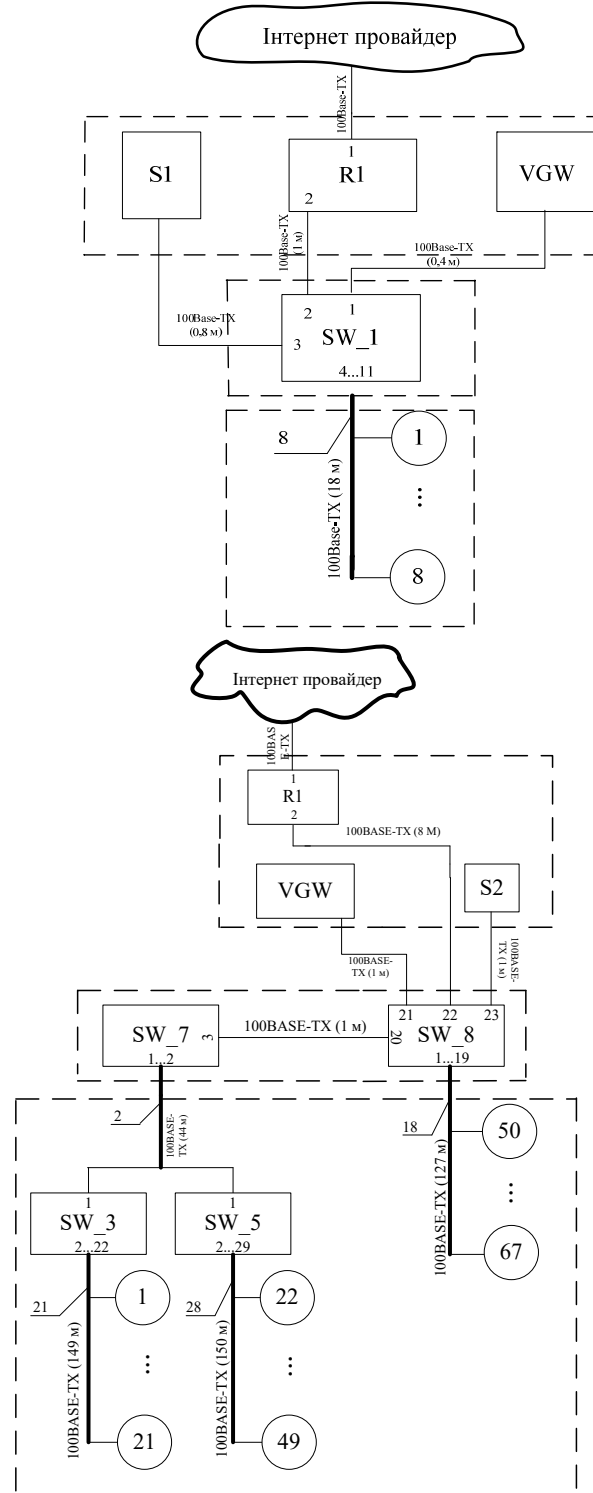 Інтернет провайдер
100Base-TX
S1
1
R1
2
VGW
100Base-TX
(1 м)
100Base-TX
(0,4 м)
100Base-TX
(0,8 м)
2
1
3
SW_1
4...11
8
100Base-TX (18 м)
1
...
8
Інтернет провайдер
100BAS
E-TX
1
R1
2
100BASE-TX (8 М)
VGW
S2
100BASE-
TX (1 м)
100BASE-
TX (1 м)
SW_7
3
1...2
100BASE-TX (1 м)
21
22
23
20
SW_8
1...19
2
100BASE-
TX (44 м)
18
100BASE-TX (127 м)
50
...
67
1
SW_3
2...22
1
SW_5
2...29
21
100BASE-TX (149 м)
1
...
21
28
100BASE-TX (150 м)
22
...
49